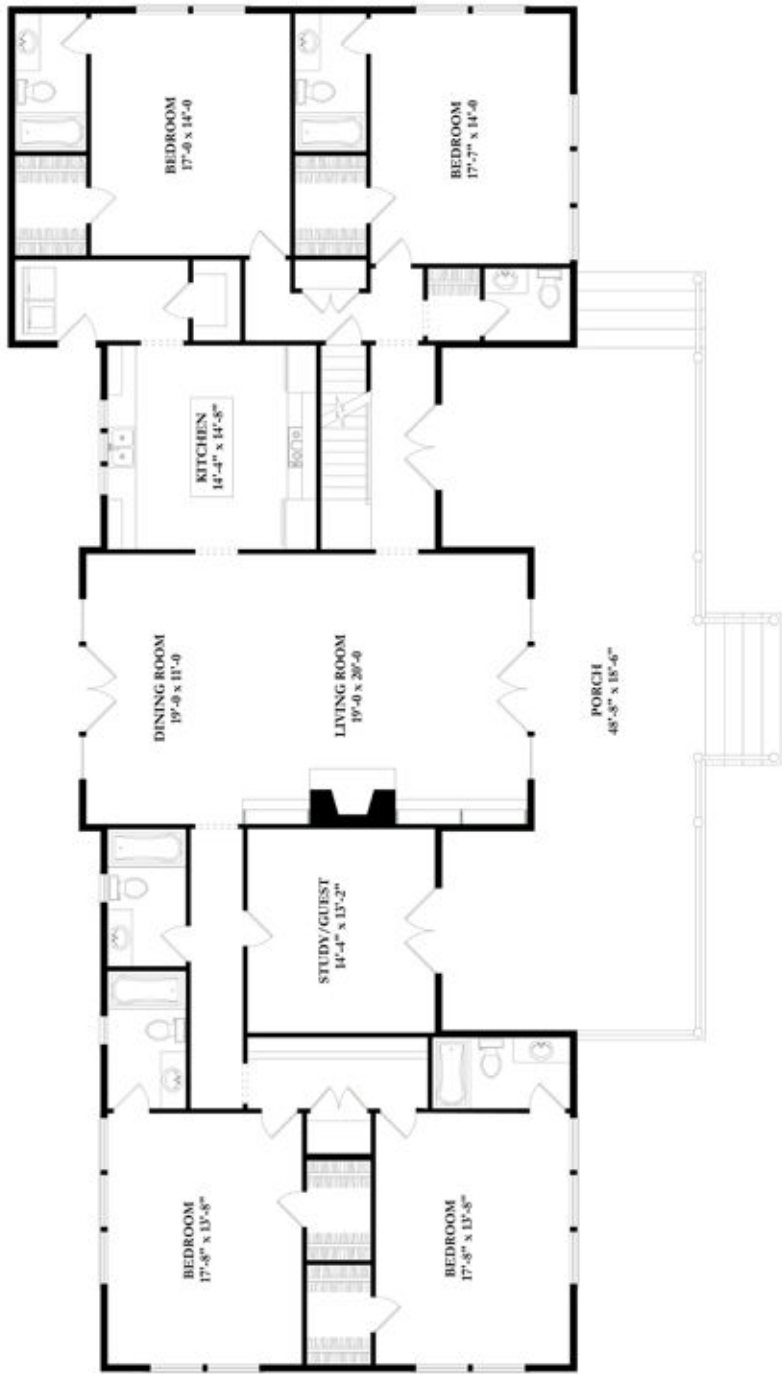 BEDROOM
17'-0 x 14'-0
BEDROOM
17'-7" x 14'-0
KITCHEN
14'-4" x 14'-8"
DINING ROOM
19'-0 x 11'-0
LIVING ROOM
19'-0 x 20'-0
PORCH
48'-8" x 18'-6"
STUDY/GUEST
14'-4" x 13'-2"
BEDROOM
17'-8" x 13'-8"
BEDROOM
17'-8" x 13'-8"